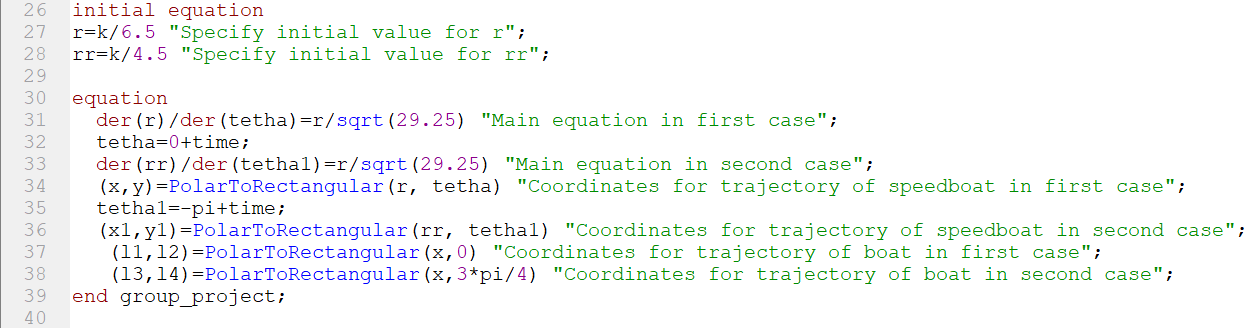 26 initial equation
27 r=k/6.5 "Specify initial value for r";
28 rr=k/4.5 "Specify initial value for rr";
29
30 equation
31 der(r)/der(tetha)=r/sqrt(29.25) "Main equation in first case";
32 tetha=0+time;
33 der(rr)/der(tetha1)=r/sqrt(29.25) "Main equation in second case";
34 (x,y)=PolarToRectangular(r, tetha) "Coordinates for trajectory of speedboat in first case";
35 tetha1=-pi+time;
36 (x1,y1)=PolarToRectangular(rr, tetha1) "Coordinates for trajectory of speedboat in second case";
37 (l1,l2)=PolarToRectangular(x,0) "Coordinates for trajectory of boat in first case";
38 (l3,l4)=PolarToRectangular(x,3*pi/4) "Coordinates for trajectory of boat in second case";
39 end group_project;
40